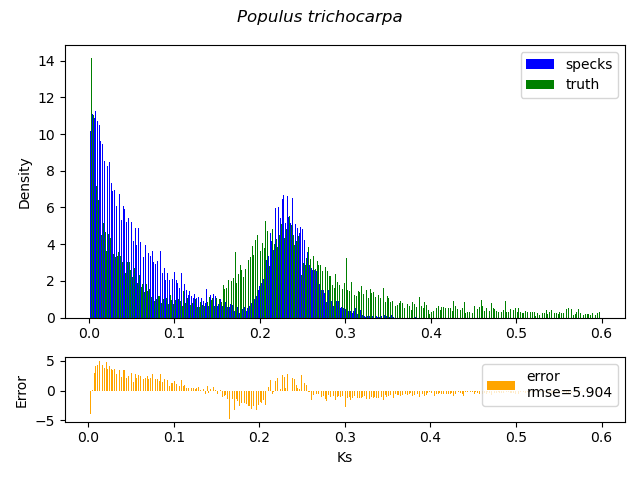 Populus trichocarpa
specks
truth
Density
14
12
10
8
6
4
2
0
0.0 0.1 0.2 0.3 0.4 0.5 0.6
error
rmse=5.904
Error
5
0
−5
0.0 0.1 0.2 0.3 0.4 0.5 0.6
Ks